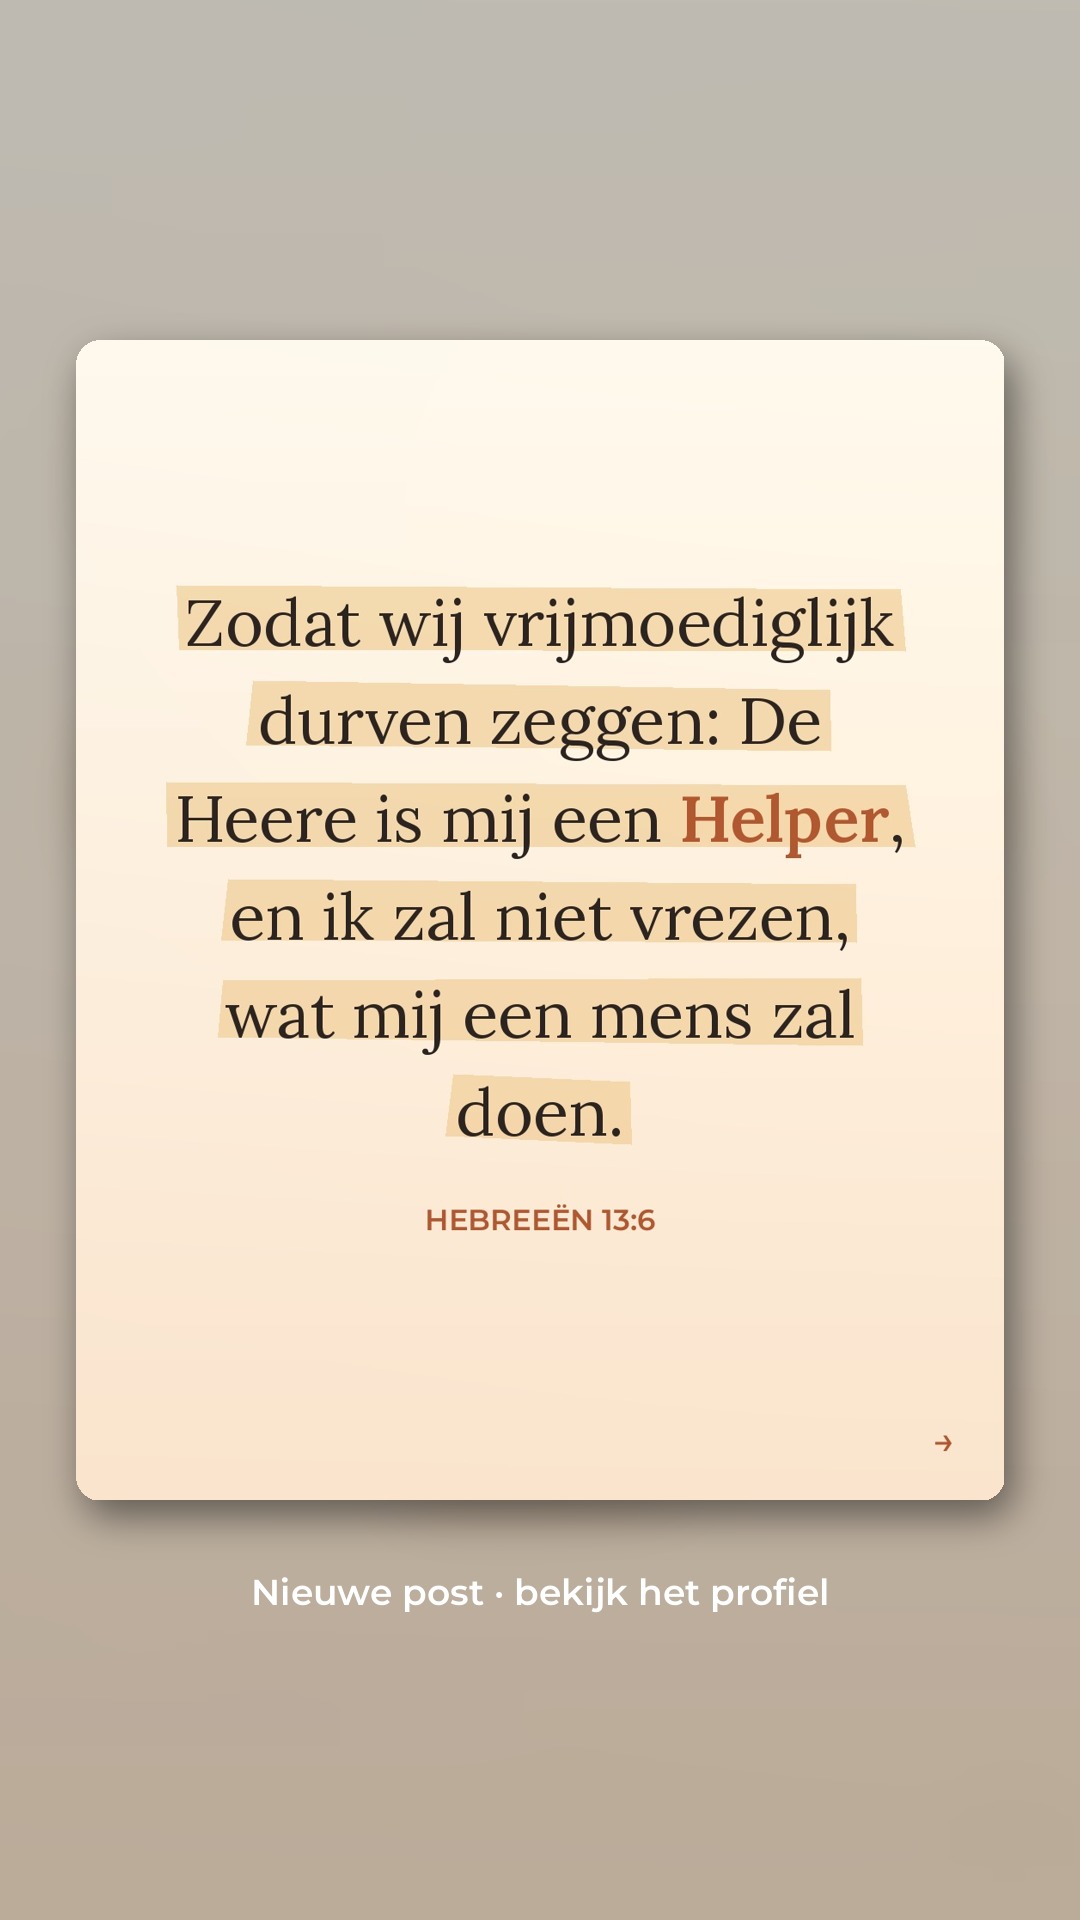 Zodat wij vrijmoediglijk
durven zeggen: De
Heere is mij een Helper,
en ik zal niet vrezen,
wat mij een mens zal
doen.
HEBREEËN 13:6
→
Nieuwe post · bekijk het profiel